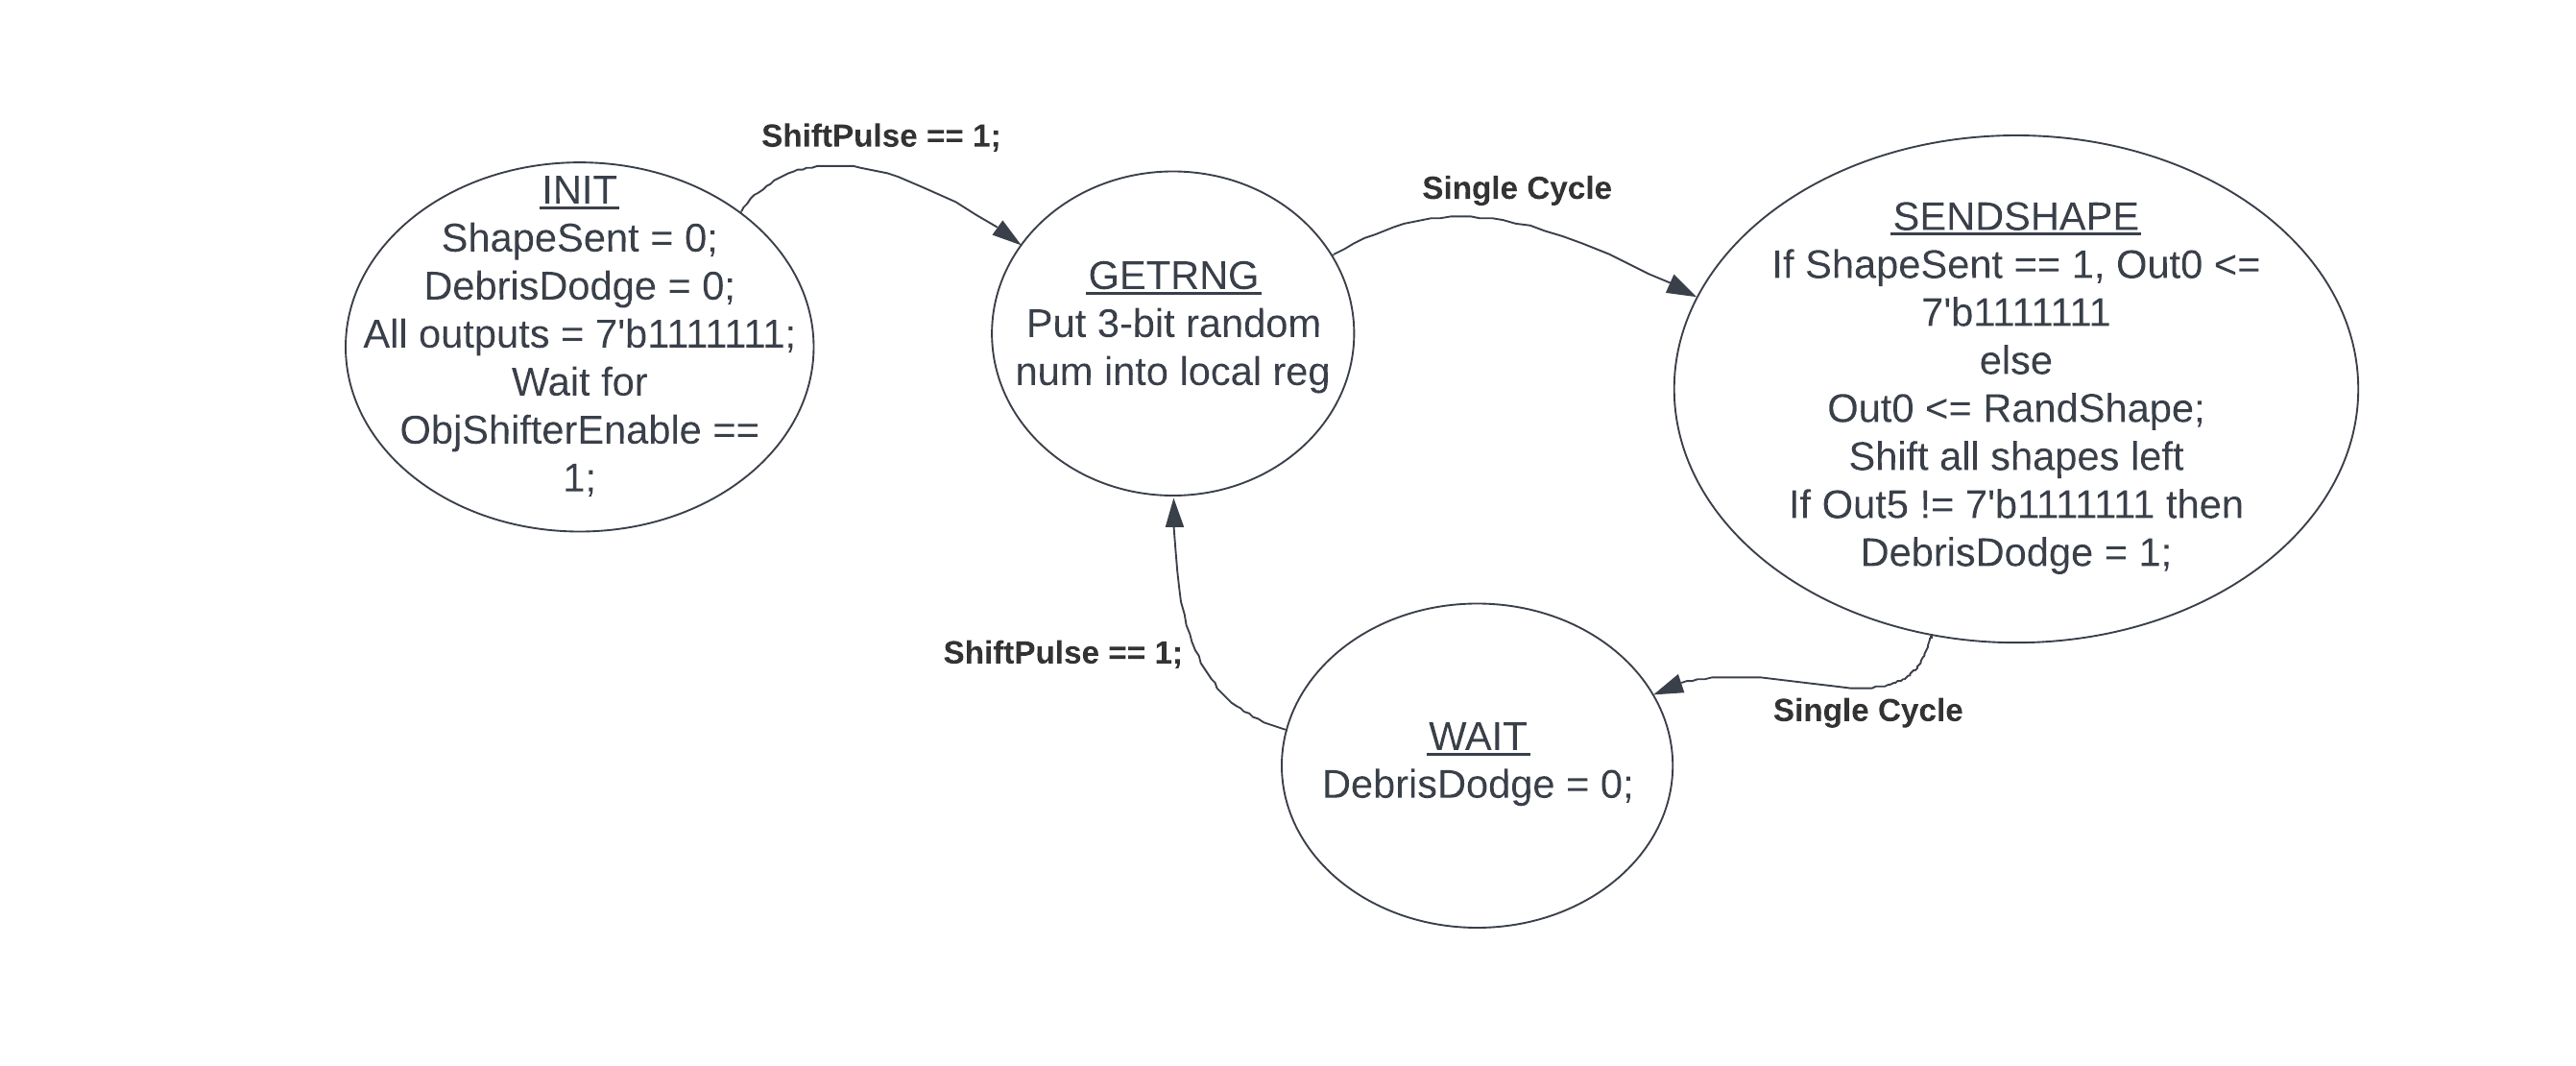 ShiftPulse == 1;
INIT
ShapeSent = 0;
DebrisDodge = 0;
All outputs = 7'b1111111;
Wait for
ObjShifterEnable ==
1;
GETRNG
Put 3-bit random
num into local reg
Single Cycle
SENDSHAPE
If ShapeSent == 1, Out0 <=
7'b1111111
else
Out0 <= RandShape;
Shift all shapes left
If Out5 != 7'b1111111 then
DebrisDodge = 1;
Single Cycle
WAIT
DebrisDodge = 0;
ShiftPulse == 1;